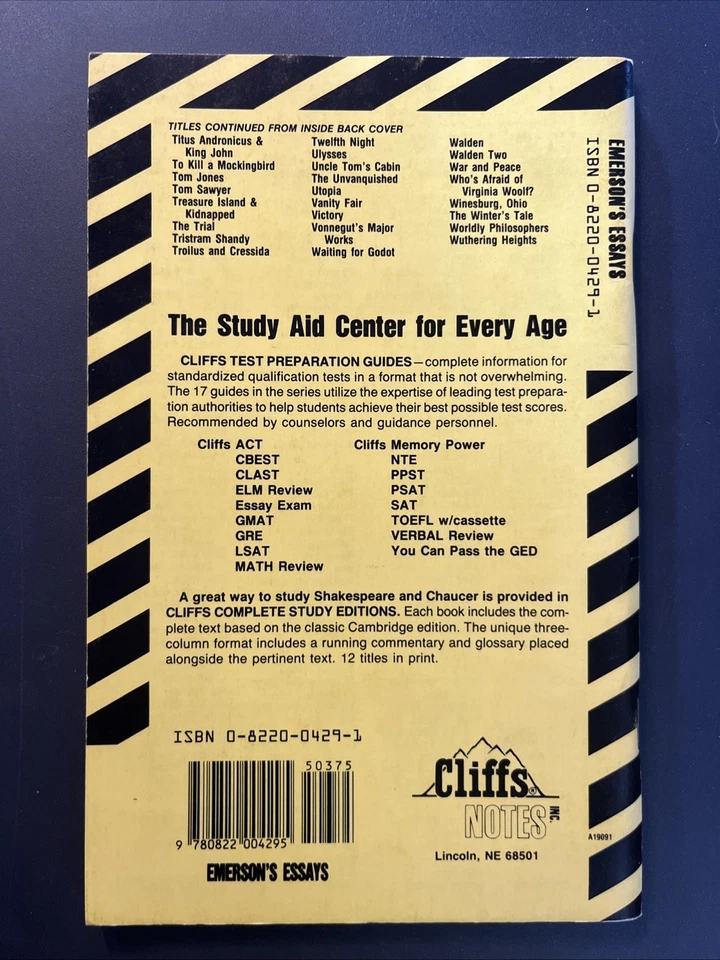 TITLES CONTINUED FROM INSIDE BACK COVER
Titus Andronicus &
King John
To Kill a Mockingbird
Tom Jones
Tom Sawyer
Treasure Island &
Kidnapped
The Trial
Tristram Shandy
Troilus and Cressida
Twelfth Night
Ulysses
Uncle Tom's Cabin
The Unvanquished
Utopia
Vanity Fair
Victory
Vonnegut's Major
Works
Waiting for Godot
Walden
Walden Two
War and Peace
Who's Afraid of
Virginia Woolf?
Winesburg, Ohio
The Winter's Tale
Worldly Philosophers
Wuthering Heights
EMERSON'S ESSAYS
ISBN 0-8220-0429-1
The Study Aid Center for Every Age
CLIFFS TEST PREPARATION GUIDES—complete information for
standardized qualification tests in a format that is not overwhelming.
The 17 guides in the series utilize the expertise of leading test prepara-
tion authorities to help students achieve their best possible test scores.
Recommended by counselors and guidance personnel.
Cliffs ACT
CBEST
CLAST
ELM Review
Essay Exam
GMAT
GRE
LSAT
MATH Review
Cliffs Memory Power
NTE
PPST
PSAT
SAT
TOEFL w/cassette
VERBAL Review
You Can Pass the GED
A great way to study Shakespeare and Chaucer is provided in
CLIFFS COMPLETE STUDY EDITIONS. Each book includes the com-
plete text based on the classic Cambridge edition. The unique three-
column format includes a running commentary and glossary placed
alongside the pertinent text. 12 titles in print.
ISBN 0-8220-0429-1
50375
9 780822 004295
EMERSON'S ESSAYS
Cliffs®
NOTES INC.
Lincoln, NE 68501
A19091